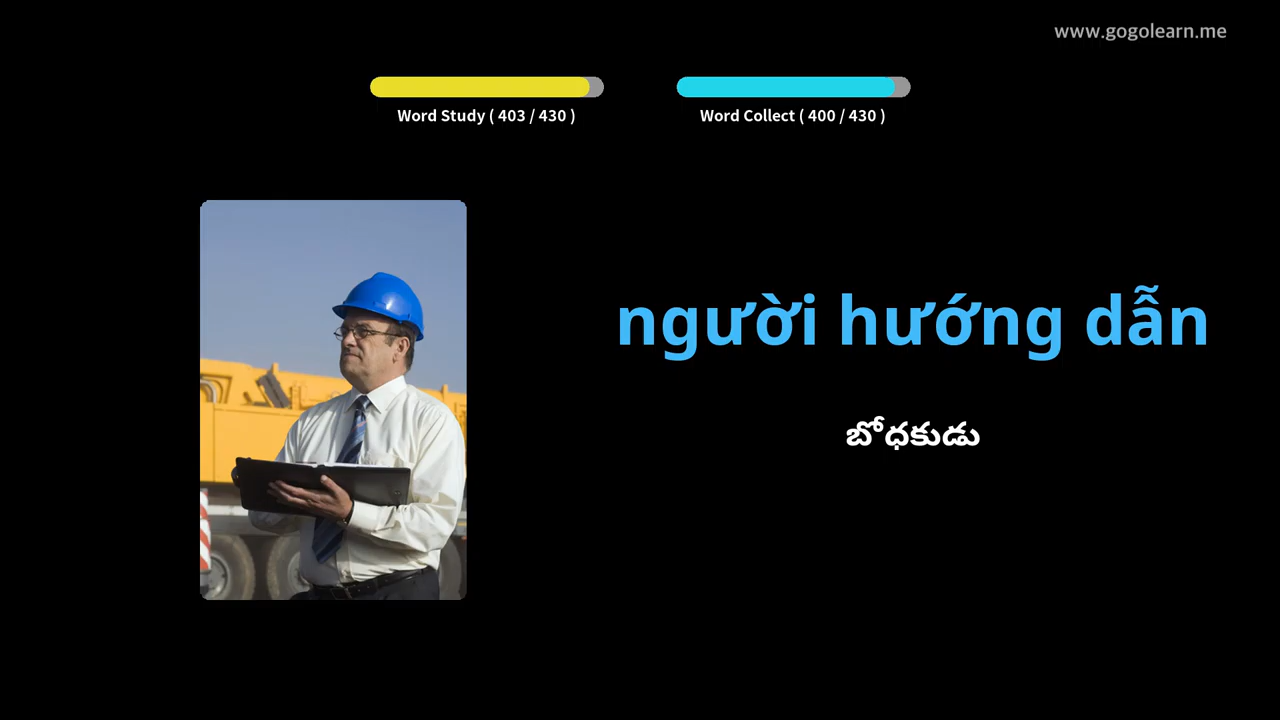 www.gogolearn.me
Word Study ( 403 / 430 )
Word Collect ( 400 / 430 )
người hướng dẫn
బోధకుడు